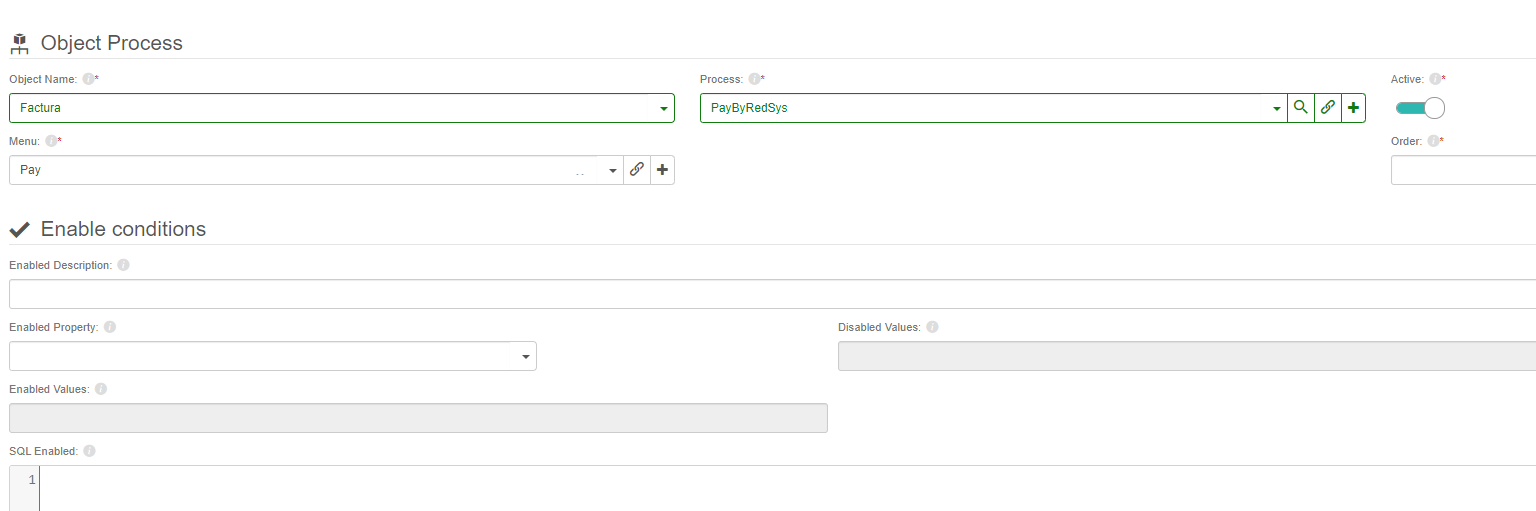 Object Process
Object Name: * Process: * Active: *
Factura PayByRedSys
Menu: * Order: *
Pay
Enable conditions
Enabled Description:
Enabled Property: Disabled Values:
Enabled Values:
SQL Enabled:
1